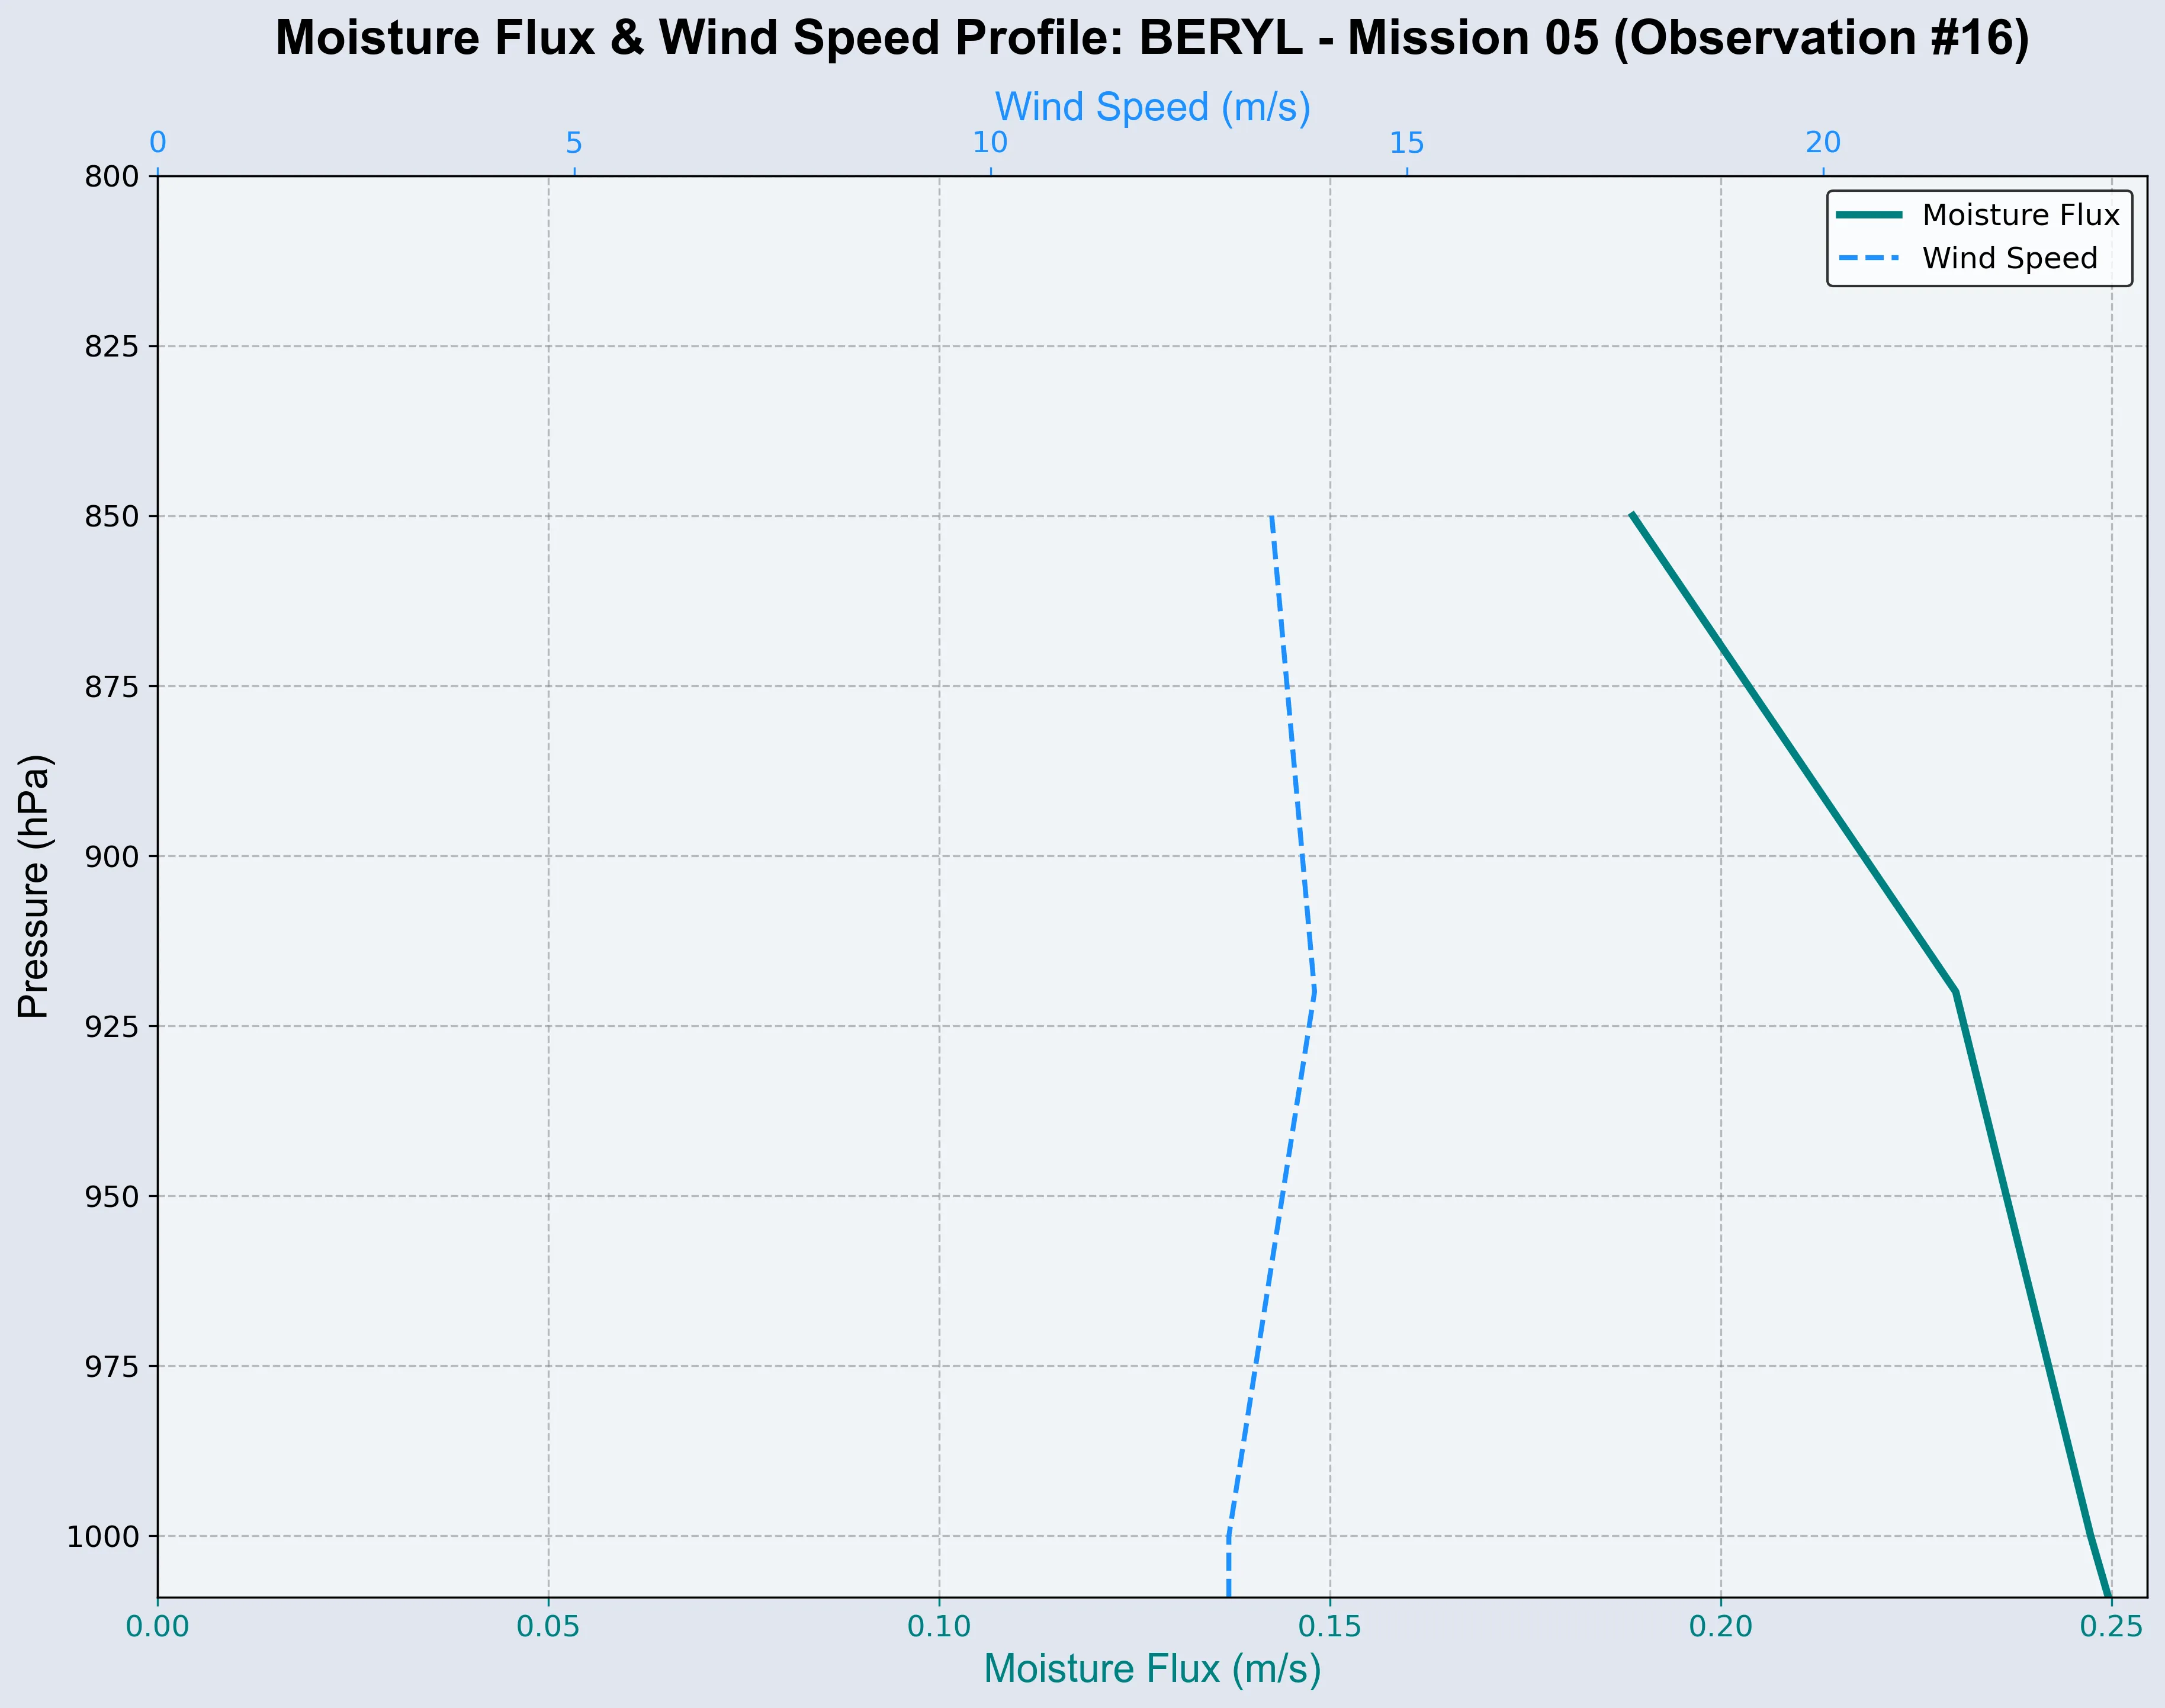 Moisture Flux & Wind Speed Profile: BERYL - Mission 05 (Observation #16)
Wind Speed (m/s)
0 5 10 15 20
Moisture Flux
Wind Speed
800
825
850
875
900
925
950
975
1000
Pressure (hPa)
0.00 0.05 0.10 0.15 0.20 0.25
Moisture Flux (m/s)